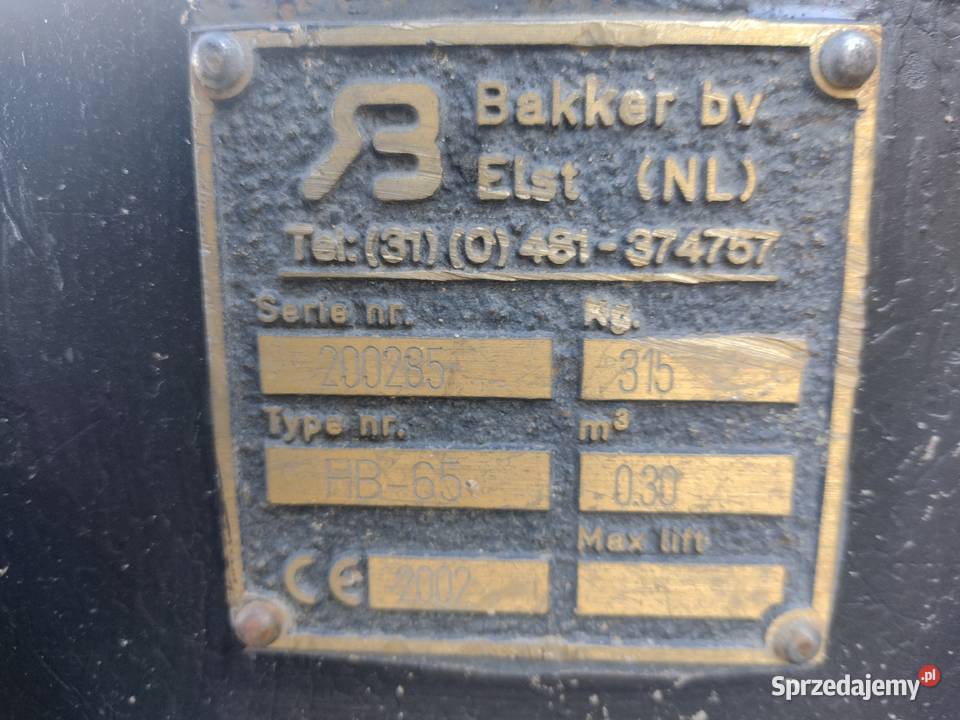 Bakker bv
Elst (NL)
Tel: (31) (0) 481-374757
Serie nr. Kg.
200285 315
Type nr. m³
HB-65 0.30
Max lift
CE 2002
Sprzedajemy.pl